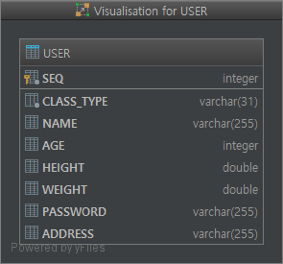 Visualisation for USER
USER
SEQ integer
CLASS_TYPE varchar(31)
NAME varchar(255)
AGE integer
HEIGHT double
WEIGHT double
PASSWORD varchar(255)
ADDRESS varchar(255)
Powered by yFiles